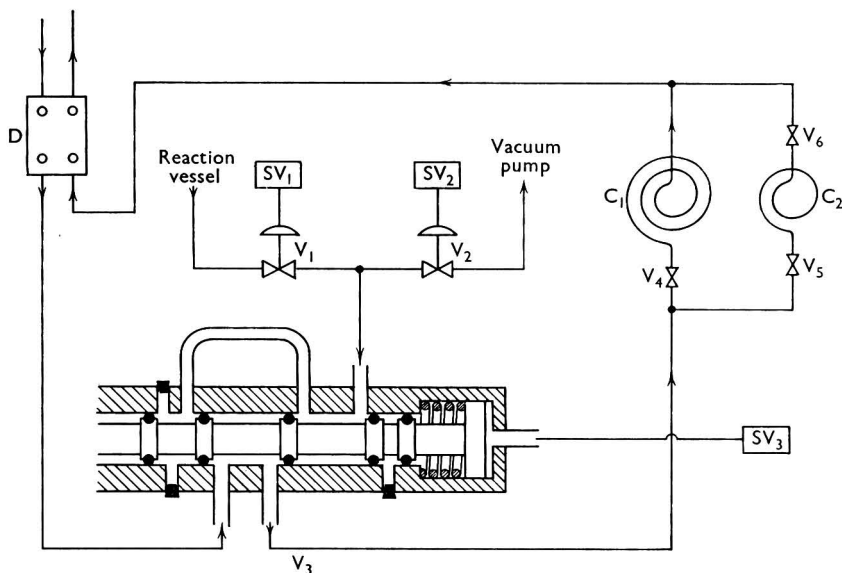 D
Reaction
vessel
SV₁
SV₂
Vacuum
pump
V₁
V₂
C₁
V₆
C₂
V₄
V₅
SV₃
V₃